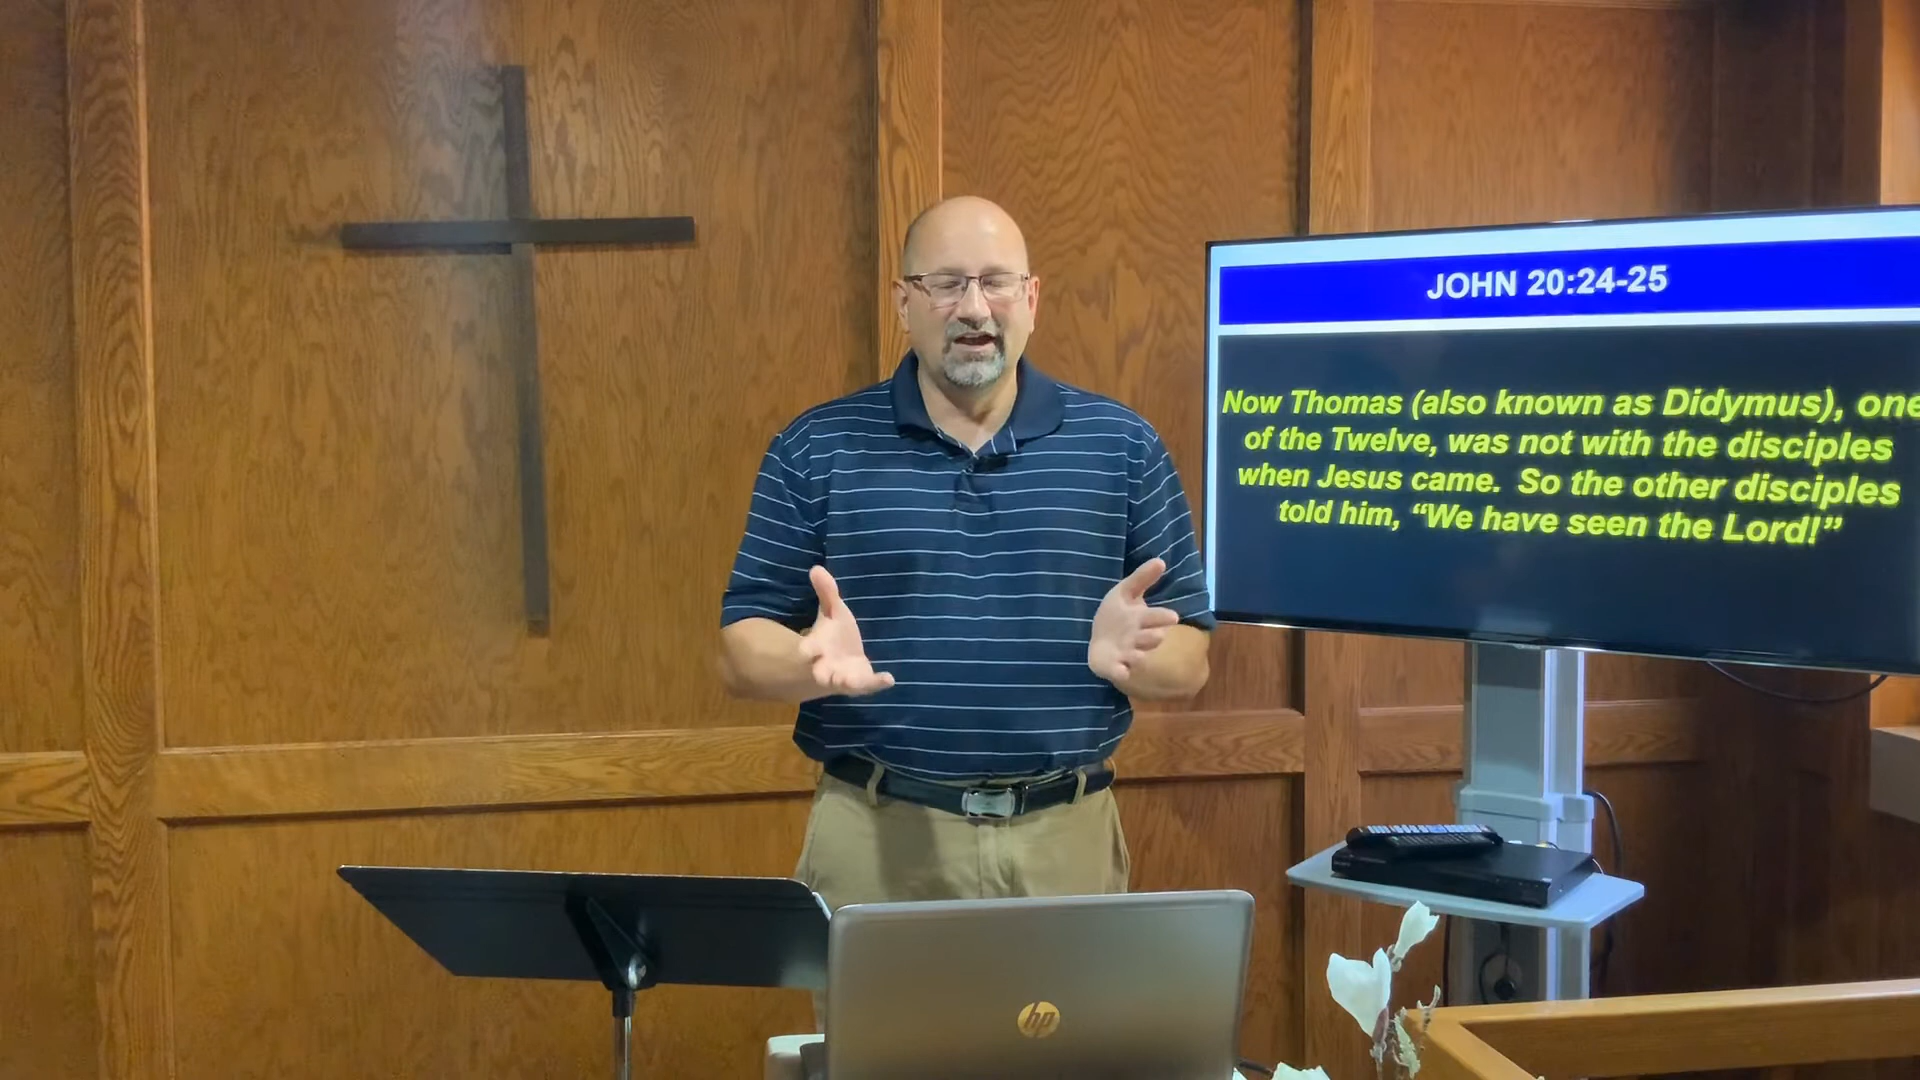 JOHN 20:24-25
Now Thomas (also known as Didymus), one
of the Twelve, was not with the disciples
when Jesus came. So the other disciples
told him, “We have seen the Lord!”
hp